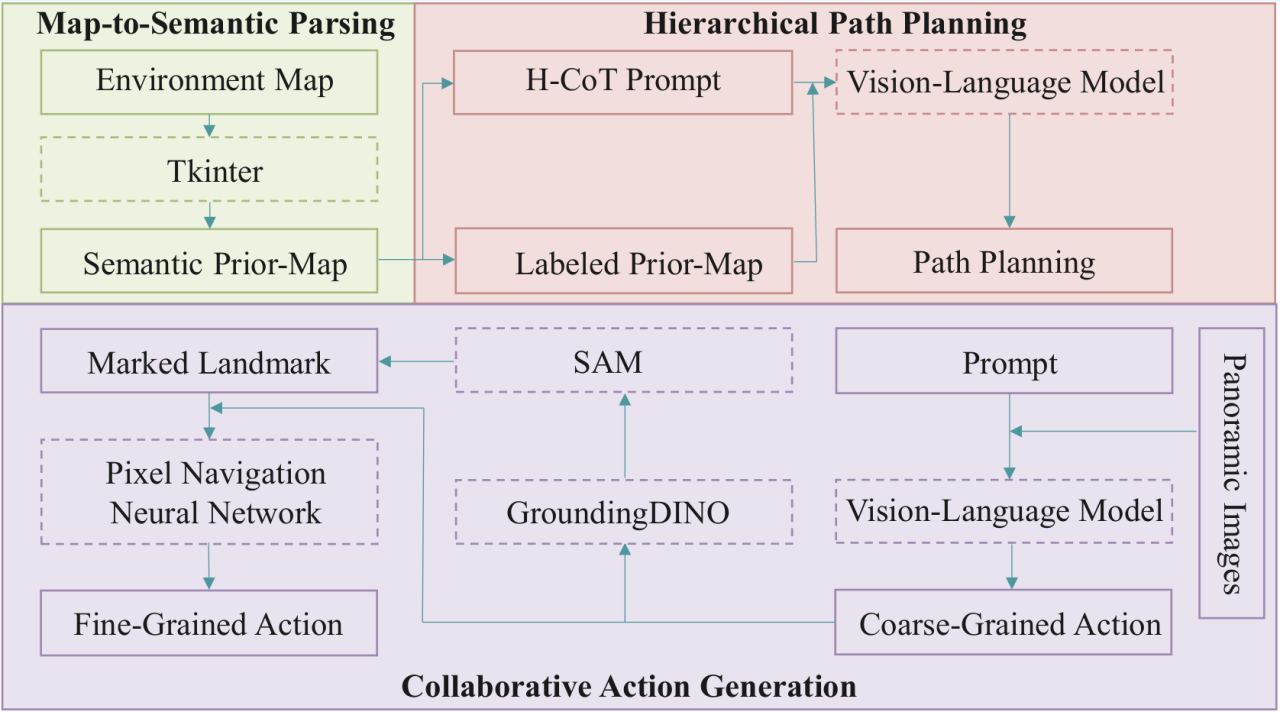 Map-to-Semantic Parsing
Environment Map
Tkinter
Semantic Prior-Map
Hierarchical Path Planning
H-CoT Prompt
Vision-Language Model
Labeled Prior-Map
Path Planning
Marked Landmark
SAM
Prompt
Panoramic Images
Pixel Navigation
Neural Network
GroundingDINO
Vision-Language Model
Fine-Grained Action
Coarse-Grained Action
Collaborative Action Generation